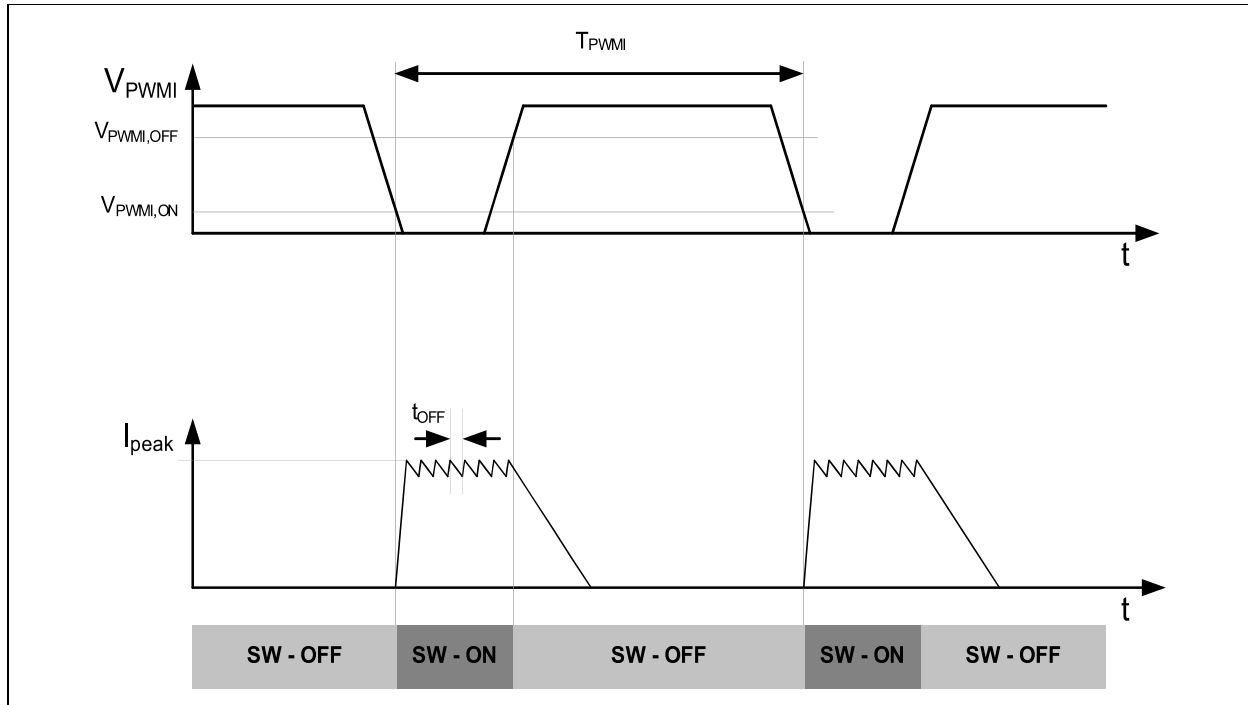 TPWMI
VPWMI
VPWMI,OFF
VPWMI,ON
t
tOFF
Ipeak
t
SW - OFF
SW - ON
SW - OFF
SW - ON
SW - OFF